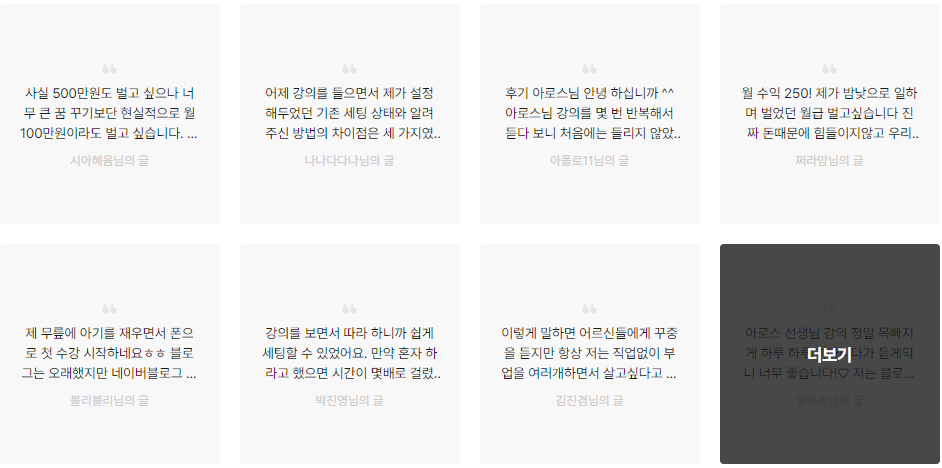 사실 500만원도 벌고 싶으나 너
무 큰 꿈 꾸기보단 현실적으로 월
100만원이라도 벌고 싶습니다. ...
시아혜윰님의 글
어제 강의를 들으면서 제가 설정
해두었던 기존 세팅 상태와 알려
주신 방법의 차이점은 세 가지였..
나나다다나님의 글
후기 아로스님 안녕 하십니까 ^^
아로스님 강의를 몇 번 반복해서
듣다 보니 처음에는 들리지 않았..
아폴로11님의 글
월 수익 250! 제가 밤낮으로 일하
며 벌었던 월급 벌고싶습니다 진
짜 돈때문에 힘들이지않고 우리..
쩌라맘님의 글
제 무릎에 아기를 재우면서 폰으
로 첫 수강 시작하네요ㅎㅎ 블로
그는 오래했지만 네이버블로그 ...
블리블리님의 글
강의를 보면서 따라 하니까 쉽게
세팅할 수 있었어요. 만약 혼자 하
라고 했으면 시간이 몇배로 걸렸..
박진영님의 글
이렇게 말하면 어르신들에게 꾸중
을 듣지만 항상 저는 직업없이 부
업을 여러개하면서 살고싶다고 ...
김진겸님의 글
아로스 선생님 강의 정말 목빠지
게 하루 하루 다가 듣게되
니 너무 좋습니다!♡ 저는 블로...
더보기